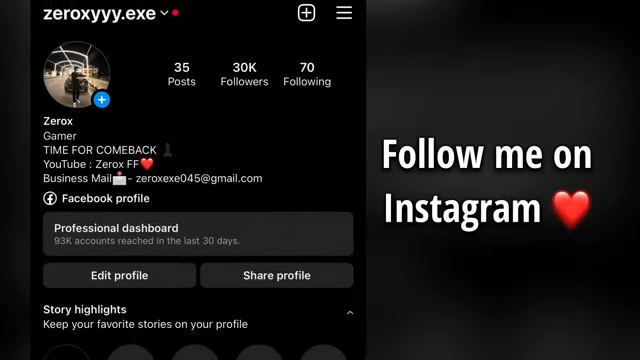 zeroxyyy.exe
35 30K 70
Posts Followers Following
Zerox
Gamer
TIME FOR COMEBACK ♟️
YouTube : Zerox FF❤️
Business Mail📩- zeroxexe045@gmail.com
Facebook profile
Professional dashboard
93K accounts reached in the last 30 days.
Edit profile Share profile
Story highlights
Keep your favorite stories on your profile
Follow me on
Instagram ❤️